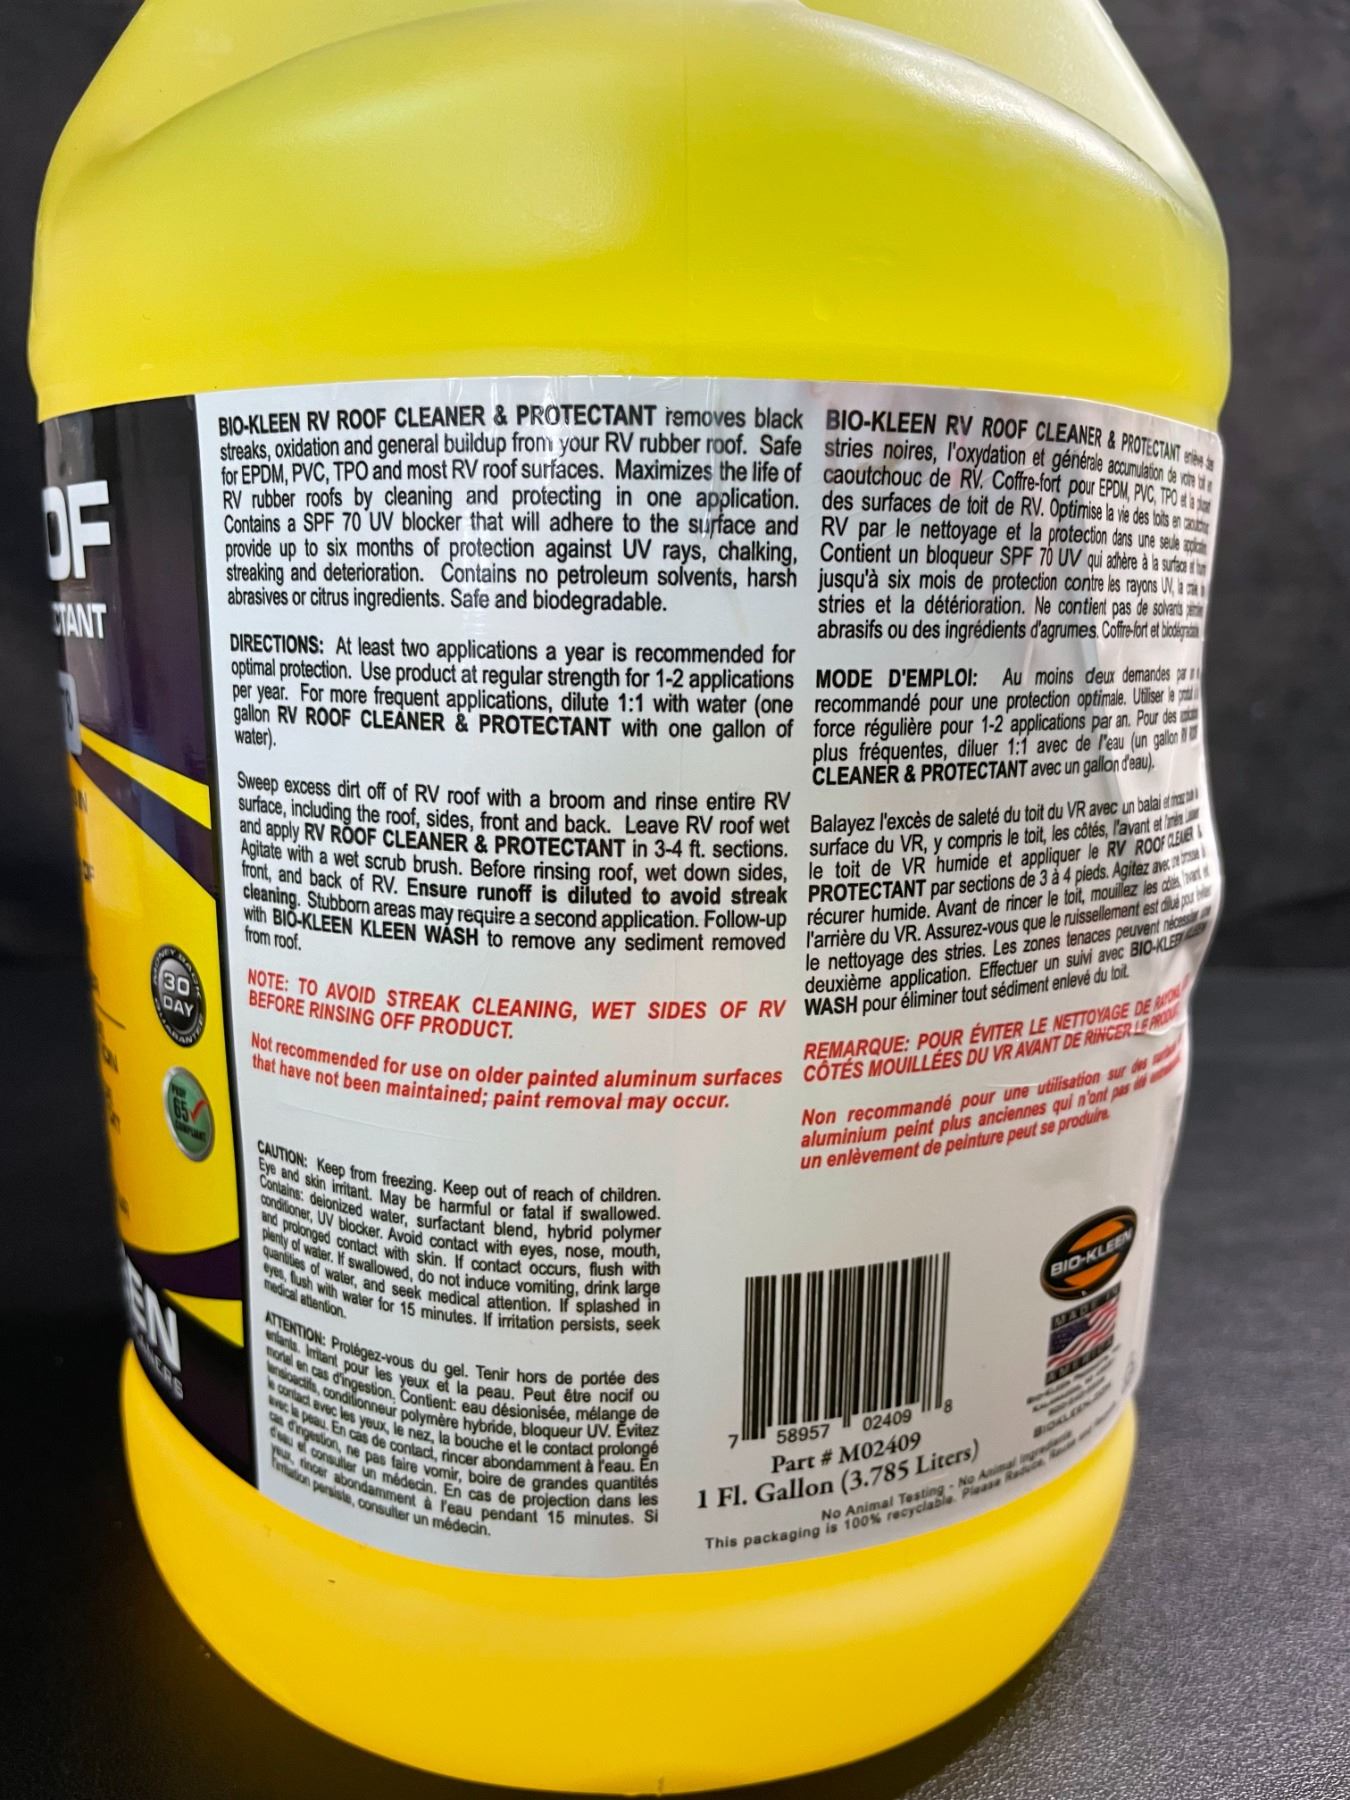 OF
CTANT
30
DAY
65
COMPLIANT
EN
BIO-KLEEN RV ROOF CLEANER & PROTECTANT removes black
streaks, oxidation and general buildup from your RV rubber roof. Safe
for EPDM, PVC, TPO and most RV roof surfaces. Maximizes the life of
RV rubber roofs by cleaning and protecting in one application.
Contains a SPF 70 UV blocker that will adhere to the surface and
provide up to six months of protection against UV rays, chalking,
streaking and deterioration. Contains no petroleum solvents, harsh
abrasives or citrus ingredients. Safe and biodegradable.
DIRECTIONS: At least two applications a year is recommended for
optimal protection. Use product at regular strength for 1-2 applications
per year. For more frequent applications, dilute 1:1 with water (one
gallon RV ROOF CLEANER & PROTECTANT with one gallon of
water).
Sweep excess dirt off of RV roof with a broom and rinse entire RV
surface, including the roof, sides, front and back. Leave RV roof wet
and apply RV ROOF CLEANER & PROTECTANT in 3-4 ft. sections.
Agitate with a wet scrub brush. Before rinsing roof, wet down sides,
front, and back of RV. Ensure runoff is diluted to avoid streak
cleaning. Stubborn areas may require a second application. Follow-up
with BIO-KLEEN KLEEN WASH to remove any sediment removed
from roof.
NOTE: TO AVOID STREAK CLEANING, WET SIDES OF RV
BEFORE RINSING OFF PRODUCT.
Not recommended for use on older painted aluminum surfaces
that have not been maintained; paint removal may occur.
CAUTION: Keep from freezing. Keep out of reach of children.
Eye and skin irritant. May be harmful or fatal if swallowed.
Contains: deionized water, surfactant blend, hybrid polymer
conditioner, UV blocker. Avoid contact with eyes, nose, mouth,
and prolonged contact with skin. If contact occurs, flush with
plenty of water. If swallowed, do not induce vomiting, drink large
quantities of water, and seek medical attention. If splashed in
eyes, flush with water for 15 minutes. If irritation persists, seek
medical attention.
ATTENTION: Protégez-vous du gel. Tenir hors de portée des
enfants. Irritant pour les yeux et la peau. Peut être nocif ou
mortel en cas d'ingestion. Contient: eau désionisée, mélange de
tensioactifs, conditionneur polymère hybride, bloqueur UV. Évitez
le contact avec les yeux, le nez, la bouche et le contact prolongé
avec la peau. En cas de contact, rincer abondamment à l'eau. En
cas d'ingestion, ne pas faire vomir, boire de grandes quantités
d'eau et consulter un médecin. En cas de projection dans les
yeux, rincer abondamment à l'eau pendant 15 minutes. Si
l'irritation persiste, consulter un médecin.
BIO-KLEEN RV ROOF CLEANER & PROTECTANT enlève des
stries noires, l'oxydation et générale accumulation de votre toit en
caoutchouc de RV. Coffre-fort pour EPDM, PVC, TPO et la plupart
des surfaces de toit de RV. Optimise la vie des toits en caoutchouc
RV par le nettoyage et la protection dans une seule application.
Contient un bloqueur SPF 70 UV qui adhère à la surface et
jusqu'à six mois de protection contre les rayons UV, la
stries et la détérioration. Ne contient pas de solvants
abrasifs ou des ingrédients d'agrumes. Coffre-fort et biodégradable.
MODE D'EMPLOI: Au moins deux demandes par
recommandé pour une protection optimale. Utiliser le produit
force régulière pour 1-2 applications par an. Pour des
plus fréquentes, diluer 1:1 avec de l'eau (un gallon RV ROOF
CLEANER & PROTECTANT avec un gallon d'eau).
Balayez l'excès de saleté du toit du VR avec un balai et rincez
surface du VR, y compris le toit, les côtés, l'avant et l'arrière.
le toit de VR humide et appliquer le RV ROOF CLEANER &
PROTECTANT par sections de 3 à 4 pieds. Agitez avec
récurer humide. Avant de rincer le toit, mouillez les côtés, l'avant et
l'arrière du VR. Assurez-vous que le ruissellement est dilué pour éviter
le nettoyage des stries. Les zones tenaces peuvent nécessiter une
deuxième application. Effectuer un suivi avec BIO-KLEEN KLEEN
WASH pour éliminer tout sédiment enlevé du toit.
REMARQUE: POUR ÉVITER LE NETTOYAGE DE
CÔTÉS MOUILLÉES DU VR AVANT DE RINCER LE PRODUIT.
Non recommandé pour une utilisation sur des
aluminium peint plus anciennes qui n'ont pas été
un enlèvement de peinture peut se produire.
BIO-KLEEN
MADE IN
AMERICA
7 58957 02409 8
Part # M02409
1 Fl. Gallon (3.785 Liters)
No Animal Testing - No Animal Ingredients
This packaging is 100% recyclable. Please Reduce, Reuse and